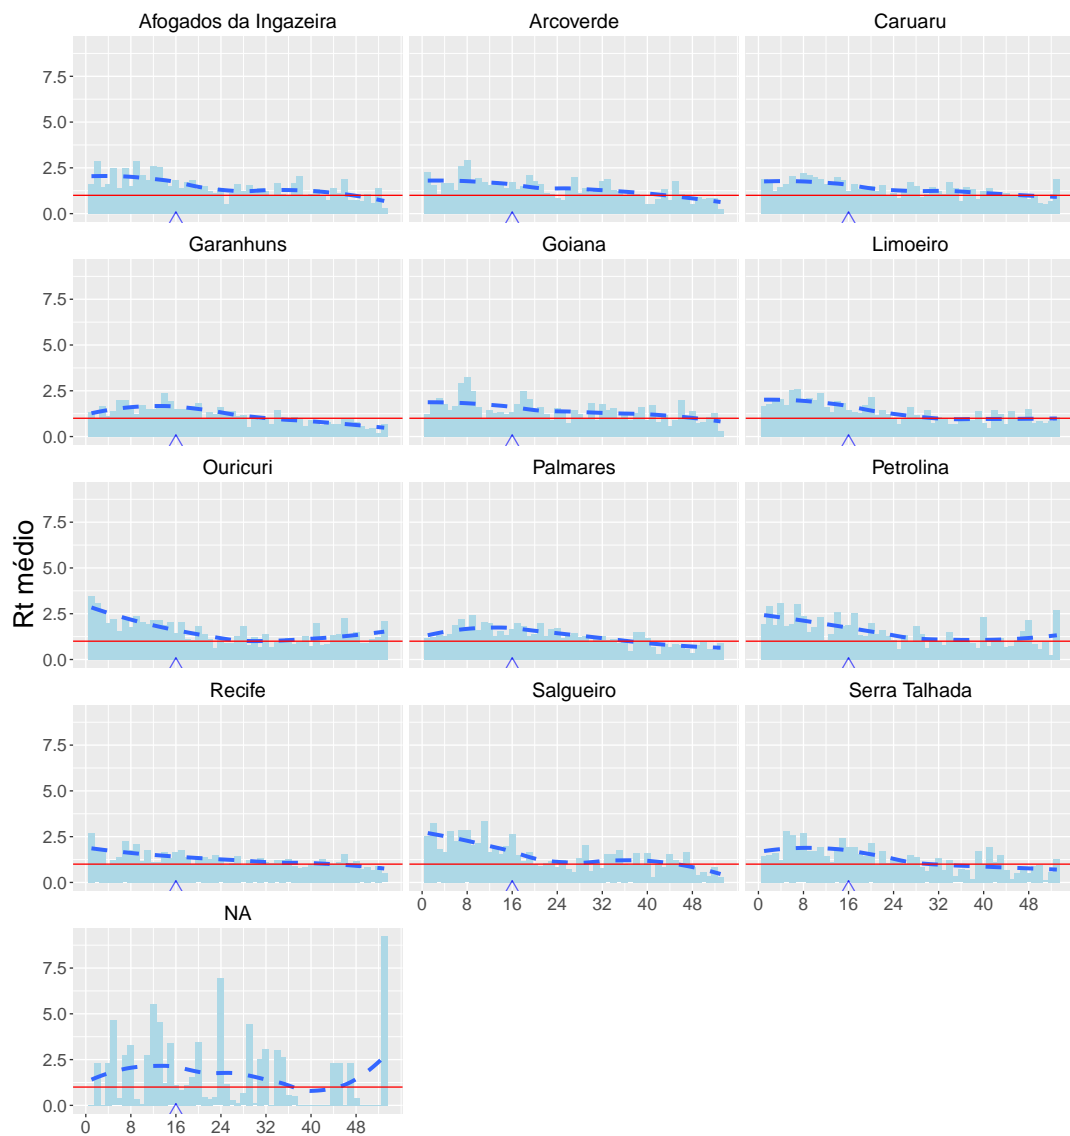 Afogados da Ingazeira Arcoverde Caruaru
7.5
5.0
2.5
0.0
Garanhuns Goiana Limoeiro
7.5
5.0
2.5
0.0
Ouricuri Palmares Petrolina
7.5
5.0
2.5
0.0
Rt médio
Recife Salgueiro Serra Talhada
7.5
5.0
2.5
0.0
0 8 16 24 32 40 48 0 8 16 24 32 40 48
NA
7.5
5.0
2.5
0.0
0 8 16 24 32 40 48